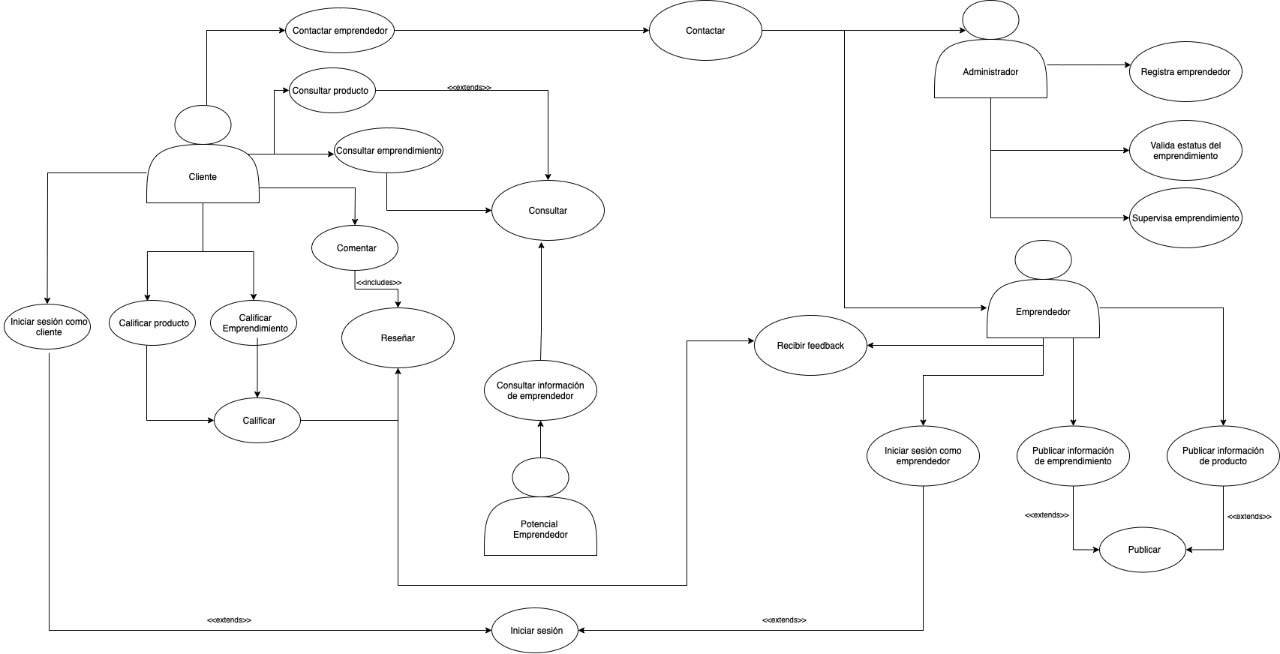 Contactar emprendedor
Contactar
Administrador
Registra emprendedor
Consultar producto
<<extends>>
Consultar emprendimiento
Valida estatus del
emprendimiento
Cliente
Consultar
Supervisa emprendimiento
Comentar
<<includes>>
Iniciar sesión como
cliente
Calificar producto
Calificar
Emprendimiento
Reseñar
Emprendedor
Recibir feedback
Consultar información
de emprendedor
Calificar
Iniciar sesión como
emprendedor
Publicar información
de emprendimiento
Publicar información
de producto
Potencial
Emprendedor
<<extends>>
<<extends>>
Publicar
<<extends>>
<<extends>>
Iniciar sesión